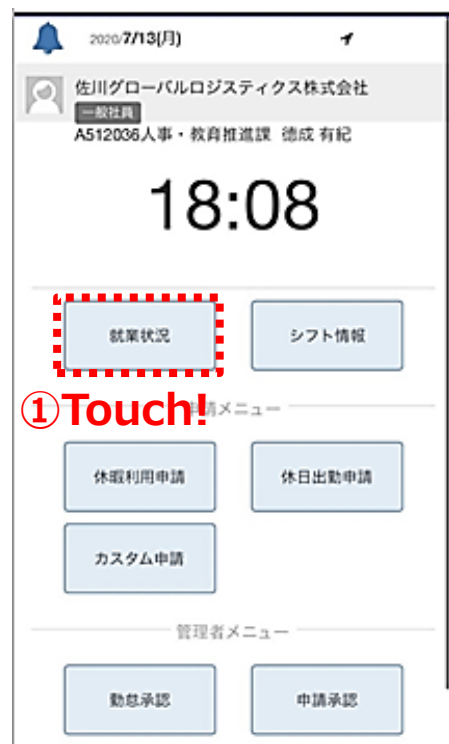 2020/7/13(月)
佐川グローバルロジスティクス株式会社
一般社員
A512036人事・教育推進課 徳成 有紀
18:08
就業状況
シフト情報
①Touch!
申請メニュー
休暇利用申請
休日出勤申請
カスタム申請
管理者メニュー
勤怠承認
申請承認